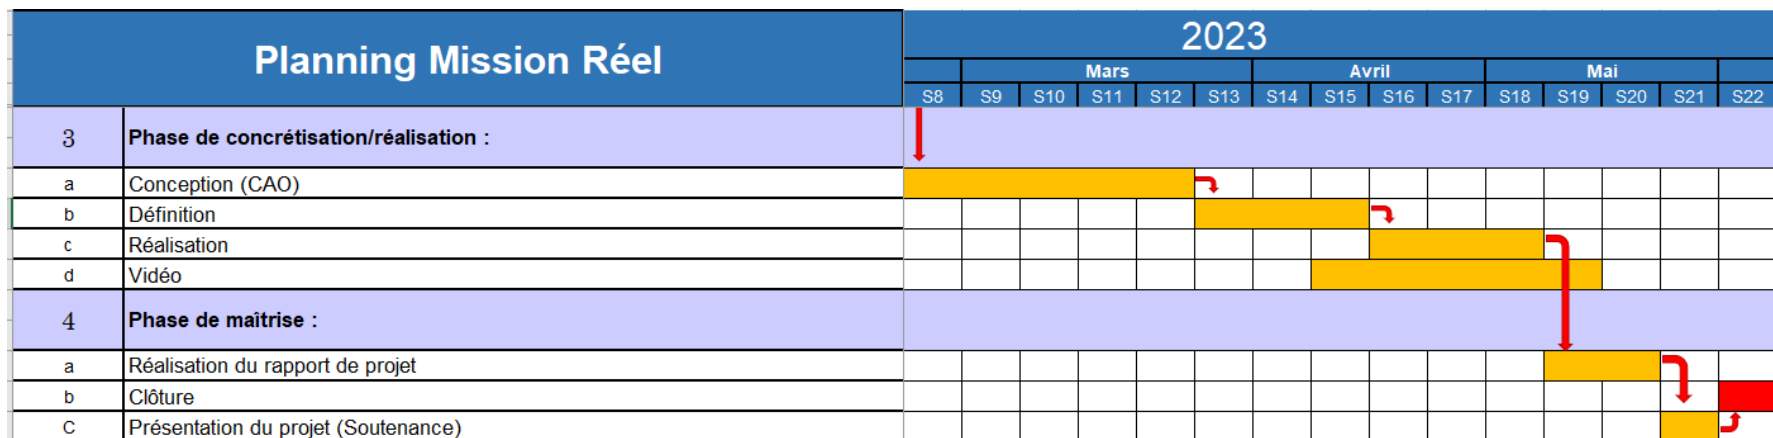 Planning Mission Réel
2023
Mars Avril Mai
S8 S9 S10 S11 S12 S13 S14 S15 S16 S17 S18 S19 S20 S21 S22
3 Phase de concrétisation/réalisation :
a Conception (CAO)
b Définition
c Réalisation
d Vidéo
4 Phase de maîtrise :
a Réalisation du rapport de projet
b Clôture
C Présentation du projet (Soutenance)